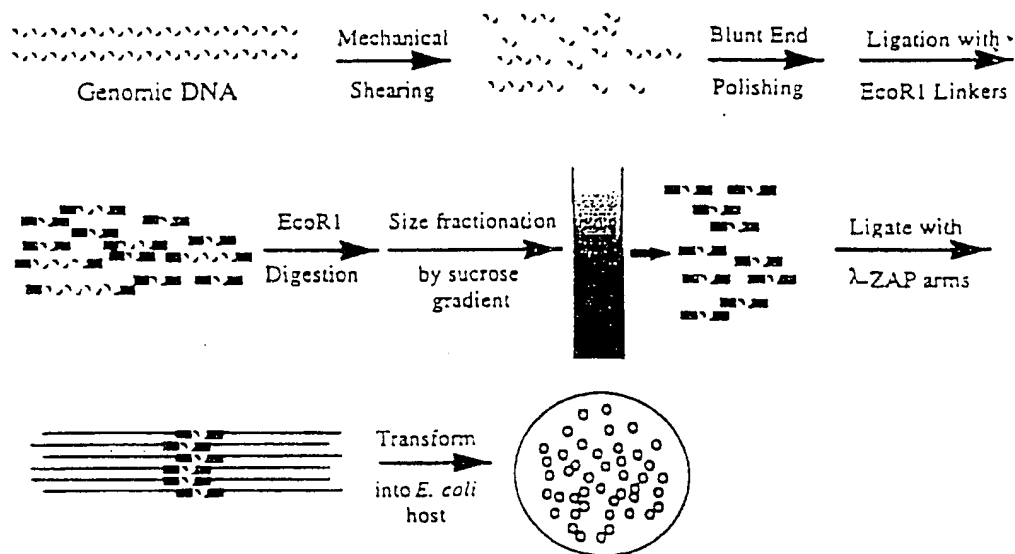 Genomic DNA
Mechanical
Shearing
Blunt End
Polishing
Ligation with
EcoR1 Linkers
EcoR1
Digestion
Size fractionation
by sucrose
gradient
Ligate with
λ-ZAP arms
Transform
into E. coli
host